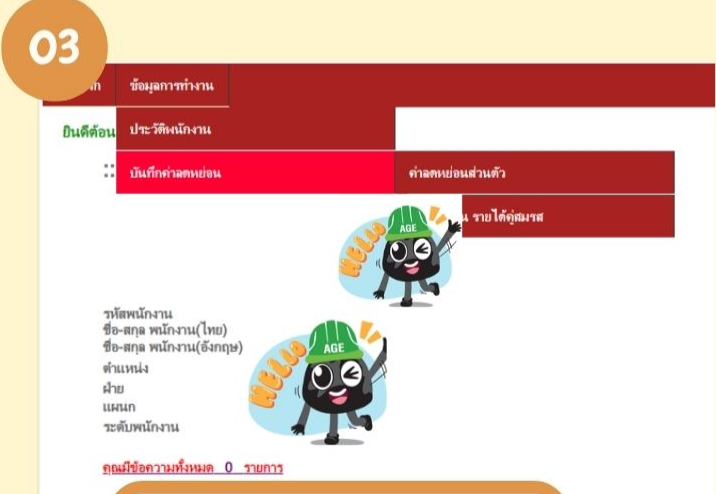 03
ก ข้อมูลการทำงาน
ยินดีต้อน ประวัติพนักงาน
:: บันทึกค่าลดหย่อน ค่าลดหย่อนส่วนตัว
รายได้คู่สมรส
HELLO AGE
รหัสพนักงาน
ชื่อ-สกุล พนักงาน(ไทย)
ชื่อ-สกุล พนักงาน(อังกฤษ)
HELLO AGE
ตำแหน่ง
ฝ่าย
แผนก
ระดับพนักงาน
คุณมีข้อความทั้งหมด 0 รายการ